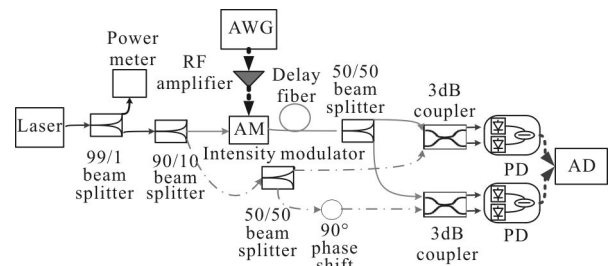 AWG
Power
meter
RF
amplifier
Delay
fiber
50/50
beam
splitter
3dB
coupler
Laser
AM
PD
Intensity modulator
99/1
beam
splitter
90/10
beam
splitter
AD
50/50
beam
splitter
90°
phase
shift
3dB
coupler
PD